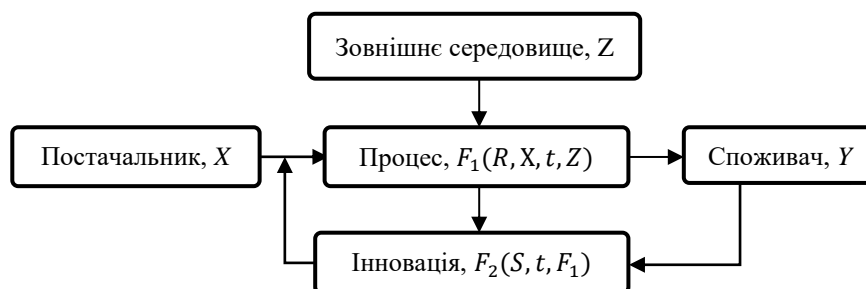 Зовнішнє середовище, Z
Постачальник, X
Процес, F₁(R, X, t, Z)
Споживач, Y
Інновація, F₂(S, t, F₁)